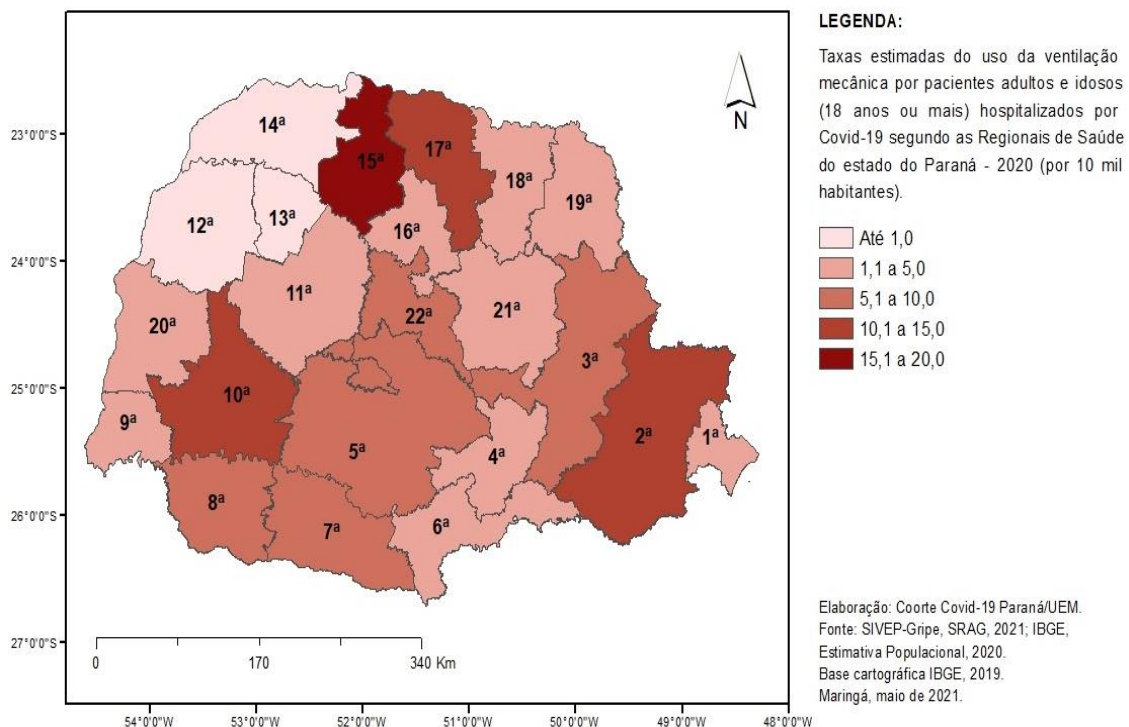 LEGENDA:
Taxas estimadas do uso da ventilação
mecânica por pacientes adultos e idosos
(18 anos ou mais) hospitalizados por
Covid-19 segundo as Regionais de Saúde
do estado do Paraná - 2020 (por 10 mil
habitantes).
Até 1,0
1,1 a 5,0
5,1 a 10,0
10,1 a 15,0
15,1 a 20,0
N
23°0'0"S
24°0'0"S
25°0'0"S
26°0'0"S
27°0'0"S
14ª
15ª
17ª
18ª
19ª
12ª
13ª
16ª
11ª
20ª
22ª
21ª
3ª
10ª
9ª
5ª
4ª
2ª
1ª
8ª
7ª
6ª
0 170 340 Km
54°0'0"W 53°0'0"W 52°0'0"W 51°0'0"W 50°0'0"W 49°0'0"W 48°0'0"W
Elaboração: Coorte Covid-19 Paraná/UEM.
Fonte: SIVEP-Gripe, SRAG, 2021; IBGE,
Estimativa Populacional, 2020.
Base cartográfica IBGE, 2019.
Maringá, maio de 2021.